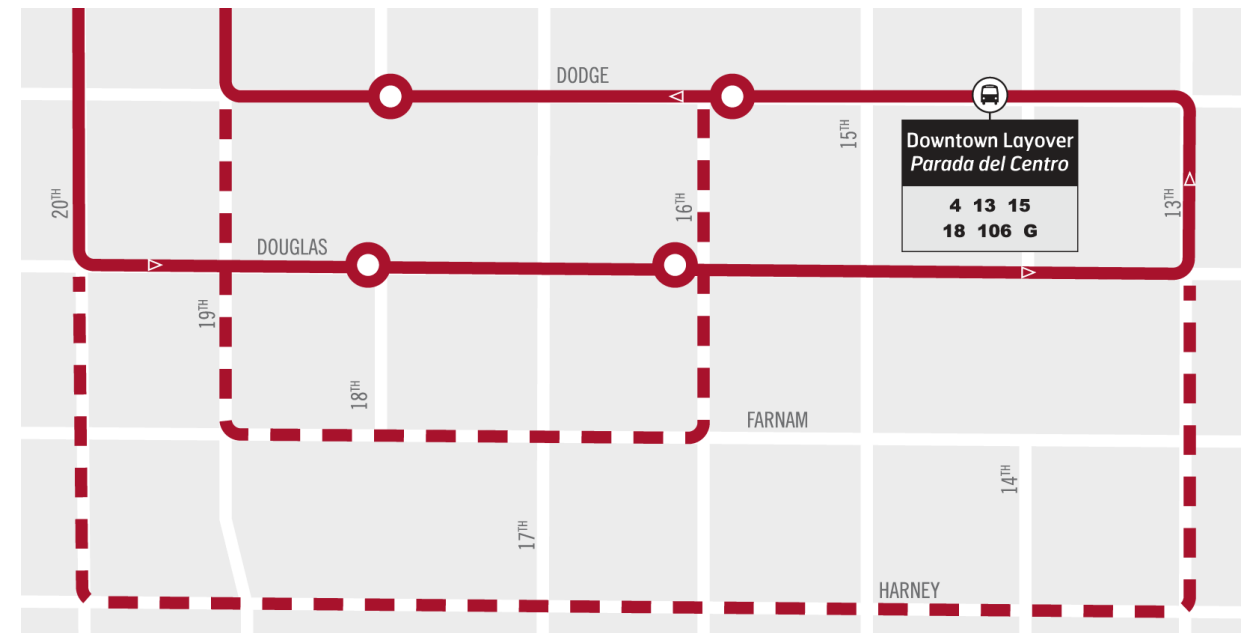 DODGE
15TH
Downtown Layover
Parada del Centro
4 13 15
18 106 G
20TH
16TH
13TH
DOUGLAS
19TH
18TH
FARNAM
14TH
17TH
HARNEY